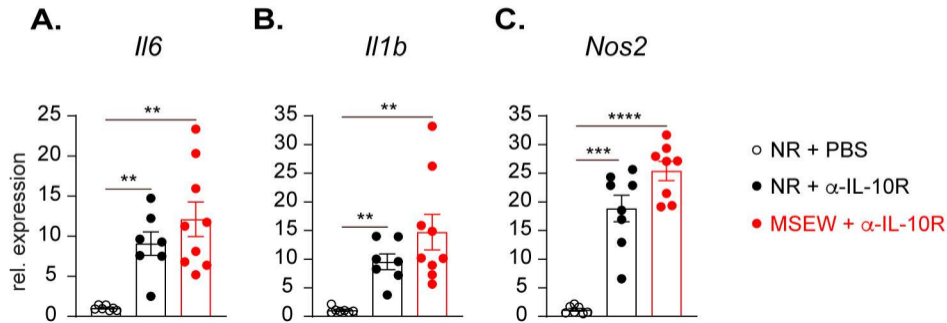 A.
Il6
rel. expression
25
20
15
10
5
0
**
**
B.
Il1b
35
30
25
20
15
10
5
0
**
**
C.
Nos2
35
30
25
20
15
10
5
0
****
***
NR + PBS
NR + α-IL-10R
MSEW + α-IL-10R